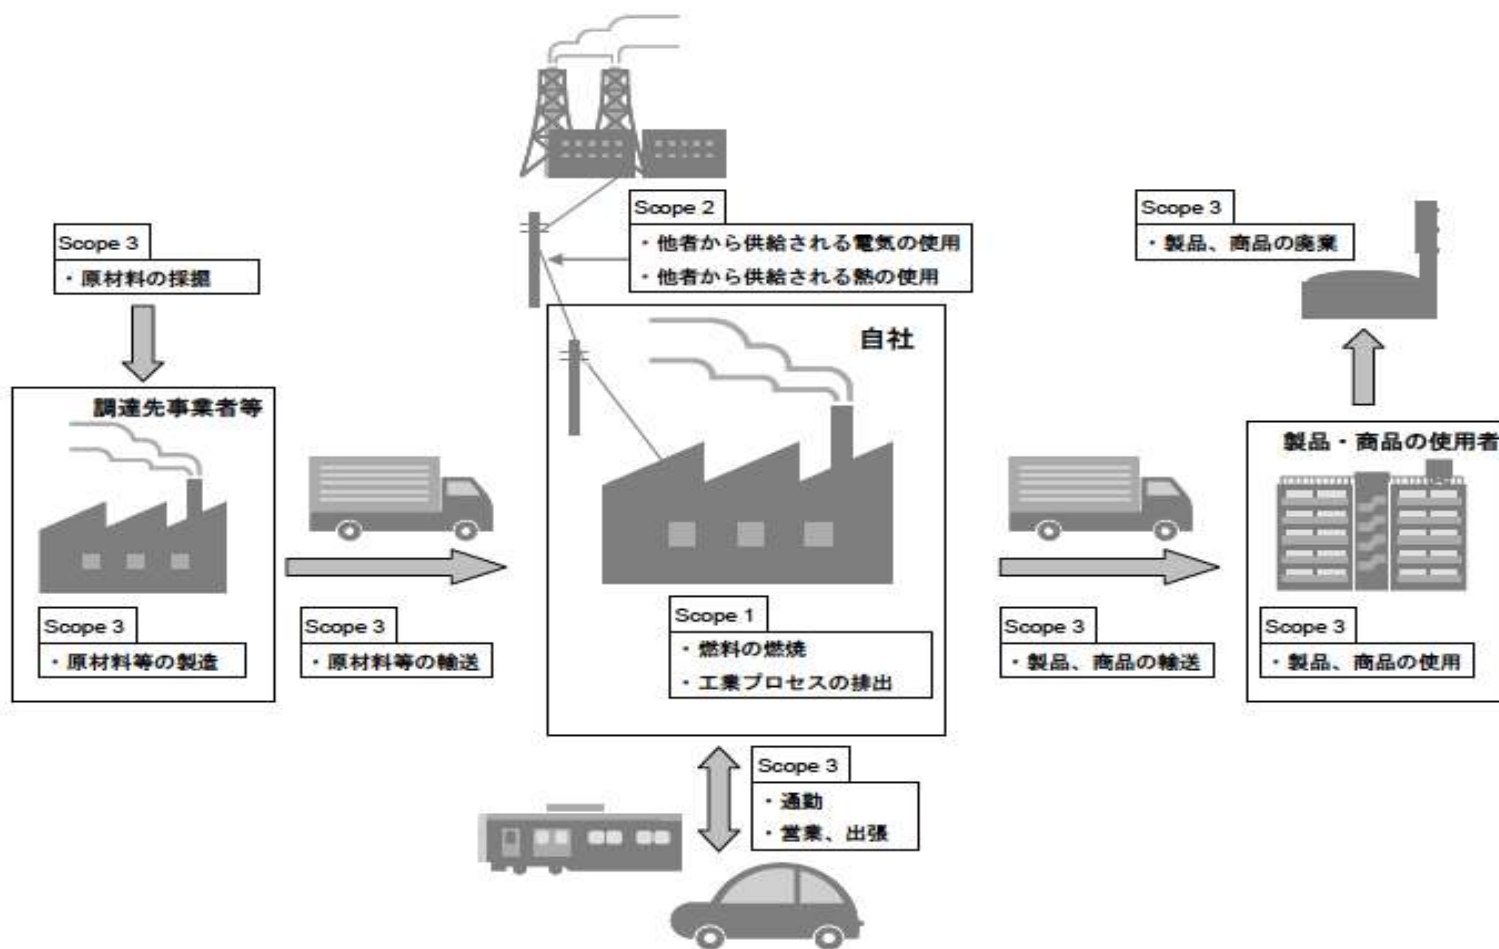 Scope 2
・他者から供給される電気の使用
・他者から供給される熱の使用
Scope 3
・製品、商品の廃棄
Scope 3
・原材料の採掘
自社
調達先事業者等
製品・商品の使用者
Scope 3
・原材料等の製造
Scope 3
・原材料等の輸送
Scope 1
・燃料の燃焼
・工業プロセスの排出
Scope 3
・製品、商品の輸送
Scope 3
・製品、商品の使用
Scope 3
・通勤
・営業、出張